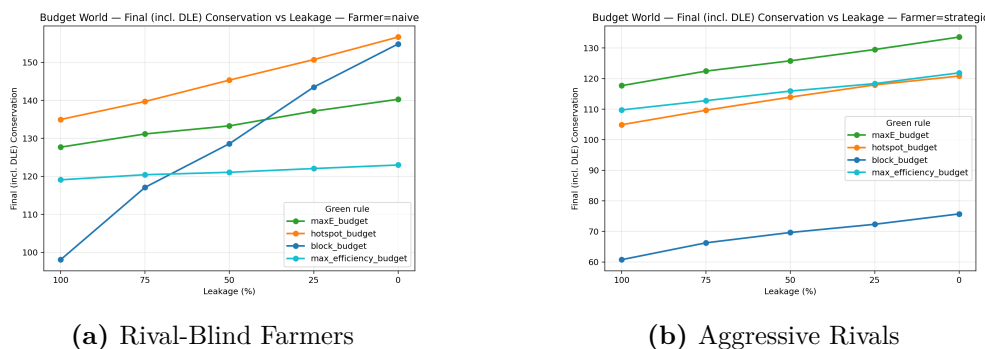 Budget World — Final (incl. DLE) Conservation vs Leakage — Farmer=naive
Final (incl. DLE) Conservation
150
140
130
120
110
100
Green rule
maxE_budget
hotspot_budget
block_budget
max_efficiency_budget
100 75 50 25 0
Leakage (%)
(a) Rival-Blind Farmers
Budget World — Final (incl. DLE) Conservation vs Leakage — Farmer=strategic
Final (incl. DLE) Conservation
130
120
110
100
90
80
70
60
Green rule
maxE_budget
hotspot_budget
block_budget
max_efficiency_budget
100 75 50 25 0
Leakage (%)
(b) Aggressive Rivals